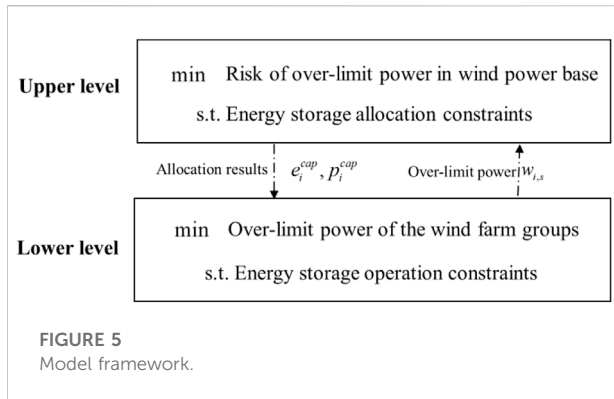 Upper level
min Risk of over-limit power in wind power base
s.t. Energy storage allocation constraints
Allocation results e_i^{cap}, p_i^{cap} Over-limit power w_{i,s}
Lower level
min Over-limit power of the wind farm groups
s.t. Energy storage operation constraints
FIGURE 5
Model framework.